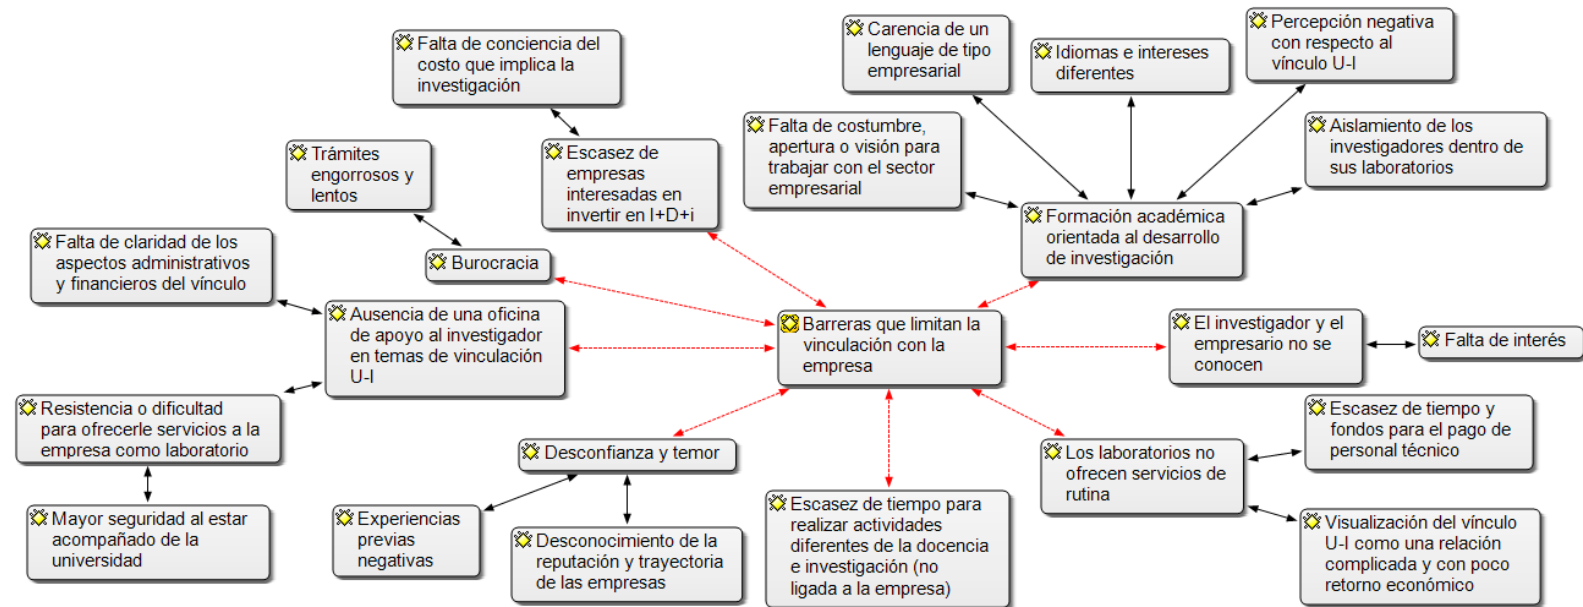 Falta de conciencia del
costo que implica la
investigación
Carencia de un
lenguaje de tipo
empresarial
Idiomas e intereses
diferentes
Percepción negativa
con respecto al
vínculo U-I
Trámites
engorrosos y
lentos
Escasez de
empresas
interesadas en
invertir en I+D+i
Falta de costumbre,
apertura o visión para
trabajar con el sector
empresarial
Aislamiento de los
investigadores dentro de
sus laboratorios
Formación académica
orientada al desarrollo
de investigación
Falta de claridad de los
aspectos administrativos
y financieros del vínculo
Burocracia
Ausencia de una oficina
de apoyo al investigador
en temas de vinculación
U-I
Barreras que limitan la
vinculación con la
empresa
El investigador y el
empresario no se
conocen
Falta de interés
Resistencia o dificultad
para ofrecerle servicios a la
empresa como laboratorio
Desconfianza y temor
Los laboratorios no
ofrecen servicios de
rutina
Escasez de tiempo y
fondos para el pago de
personal técnico
Mayor seguridad al estar
acompañado de la
universidad
Experiencias
previas
negativas
Desconocimiento de la
reputación y trayectoria
de las empresas
Escasez de tiempo para
realizar actividades
diferentes de la docencia
e investigación (no
ligada a la empresa)
Visualización del vínculo
U-I como una relación
complicada y con poco
retorno económico